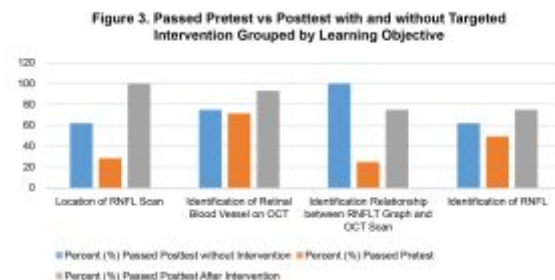 Figure 3. Passed Pretest vs Posttest with and without Targeted
Intervention Grouped by Learning Objective
120
100
80
60
40
20
0
Location of RNFL Scan
Identification of Retinal
Blood Vessel on OCT
Identification Relationship
between RNFLT Graph and
OCT Scan
Identification of RNFL
Percent (%) Passed Posttest without Intervention
Percent (%) Passed Pretest
Percent (%) Passed Posttest After Intervention